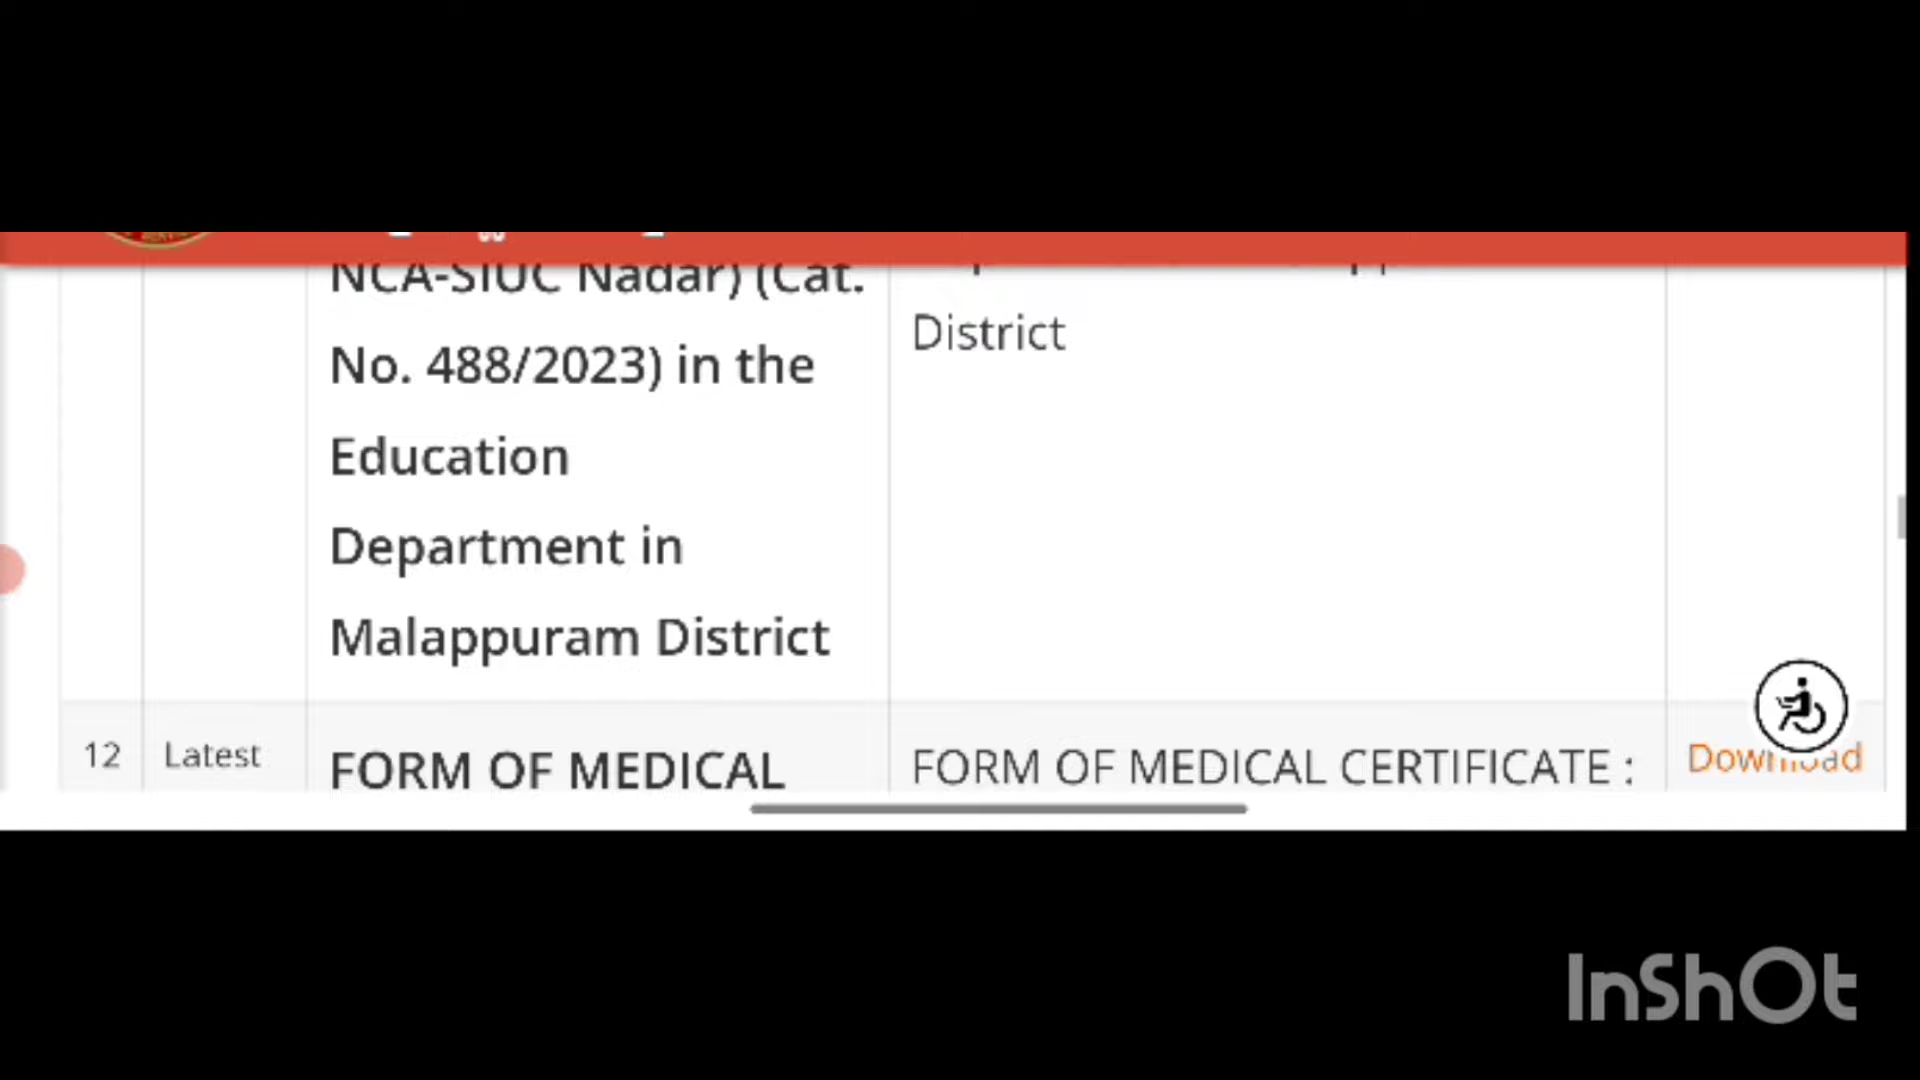 NCA-SIUC Nadar) (Cat.
No. 488/2023) in the
Education
Department in
Malappuram District
District
12
Latest
FORM OF MEDICAL
FORM OF MEDICAL CERTIFICATE :
Download
InShOt